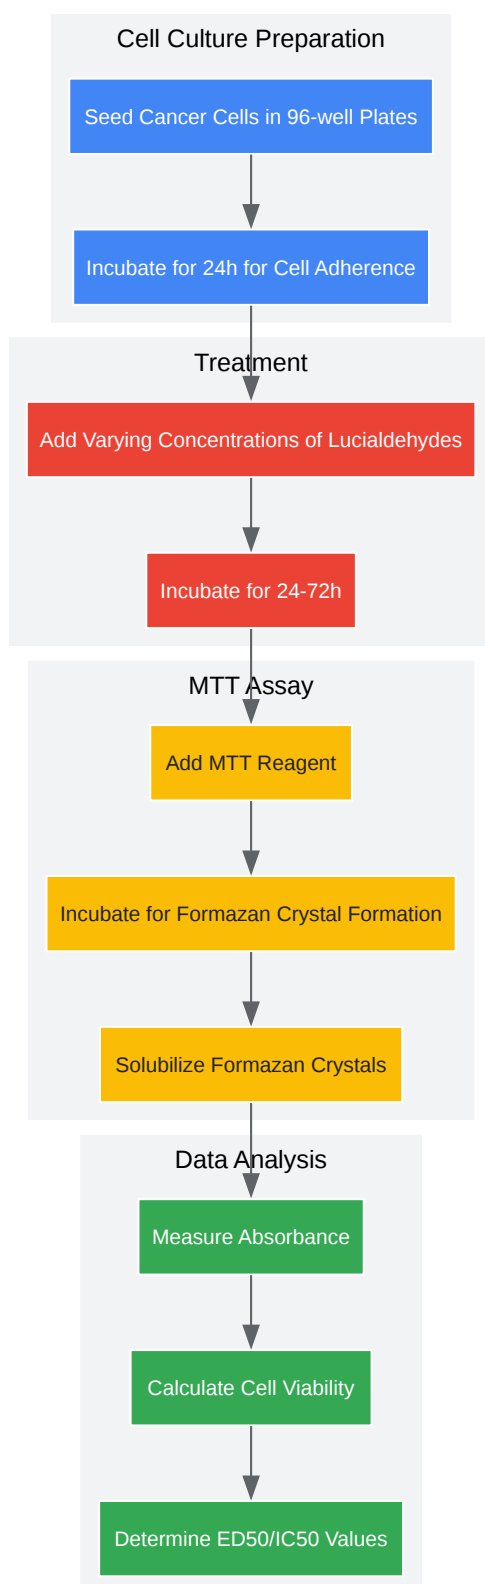 Cell Culture Preparation
Seed Cancer Cells in 96-well Plates
Incubate for 24h for Cell Adherence
Treatment
Add Varying Concentrations of Lucialdehydes
Incubate for 24-72h
MTT Assay
Add MTT Reagent
Incubate for Formazan Crystal Formation
Solubilize Formazan Crystals
Data Analysis
Measure Absorbance
Calculate Cell Viability
Determine ED50/IC50 Values